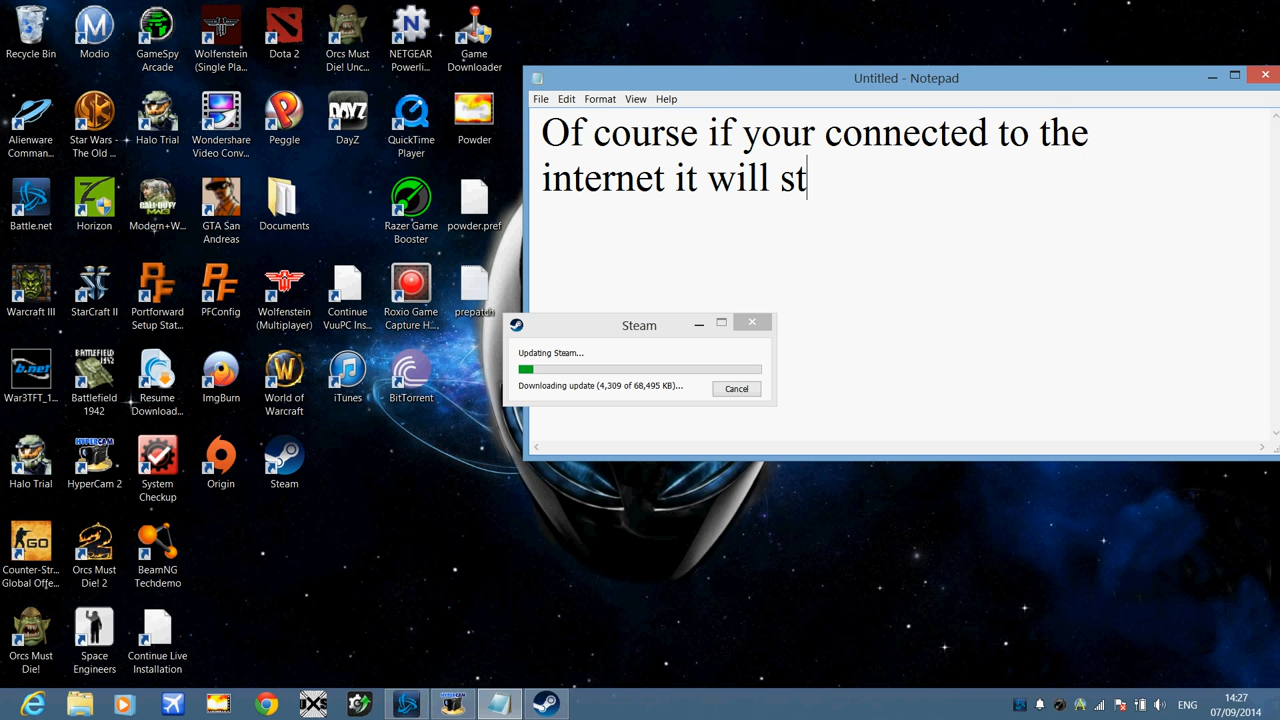 Recycle Bin
Modio
GameSpy
Arcade
Wolfenstein
(Single Pla...
Dota 2
Orcs Must
Die! Unc...
NETGEAR
Powerli...
Game
Downloader
Alienware
Comman...
Star Wars -
The Old ...
Halo Trial
Wondershare
Video Conv...
Peggle
DAYZ
DayZ
QuickTime
Player
Powder
Battle.net
Horizon
Modern+W...
GTA San
Andreas
Documents
Razer Game
Booster
powder.pref
Warcraft III
StarCraft II
Portforward
Setup Stat...
PFConfig
Wolfenstein
(Multiplayer)
Continue
VuuPC Ins...
Roxio Game
Capture H...
prepatch
b.net
War3TFT_1...
BATTLEFIELD
1942
Battlefield
1942
Resume
Download...
ImgBurn
World of
Warcraft
iTunes
BitTorrent
Halo Trial
HYPERCAM
HyperCam 2
System
Checkup
Origin
Steam
GO
Counter-Str...
Global Offe...
Orcs Must
Die! 2
BeamNG
Techdemo
Orcs Must
Die!
Space
Engineers
Continue Live
Installation
Untitled - Notepad
File Edit Format View Help
Of course if your connected to the
internet it will st
Steam
Updating Steam...
Downloading update (4,309 of 68,495 KB)...
Cancel
ENG
14:27
07/09/2014